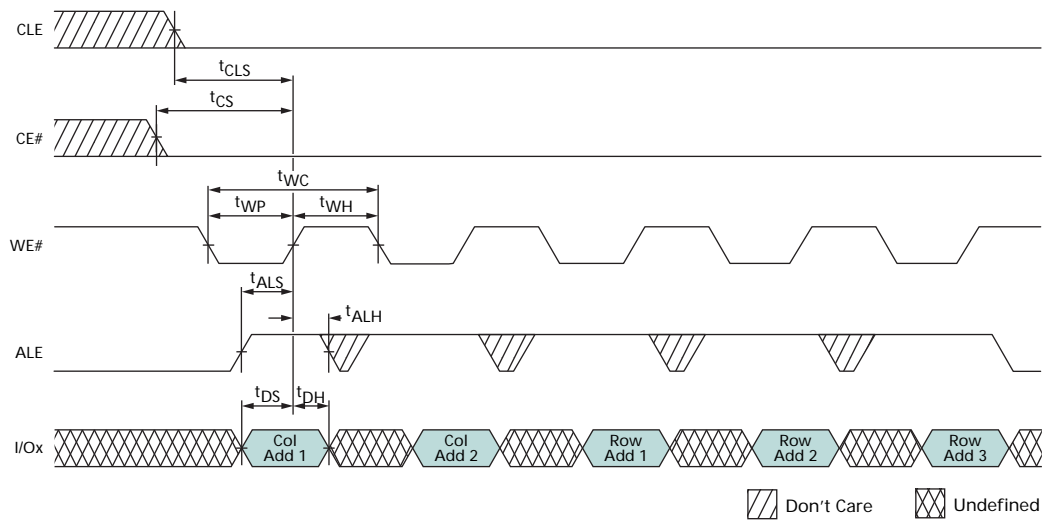 CLE
tCLS
tCS
CE#
tWC
tWP
tWH
WE#
tALS
tALH
ALE
tDS
tDH
I/Ox
Col
Add 1
Col
Add 2
Row
Add 1
Row
Add 2
Row
Add 3
Don't Care
Undefined